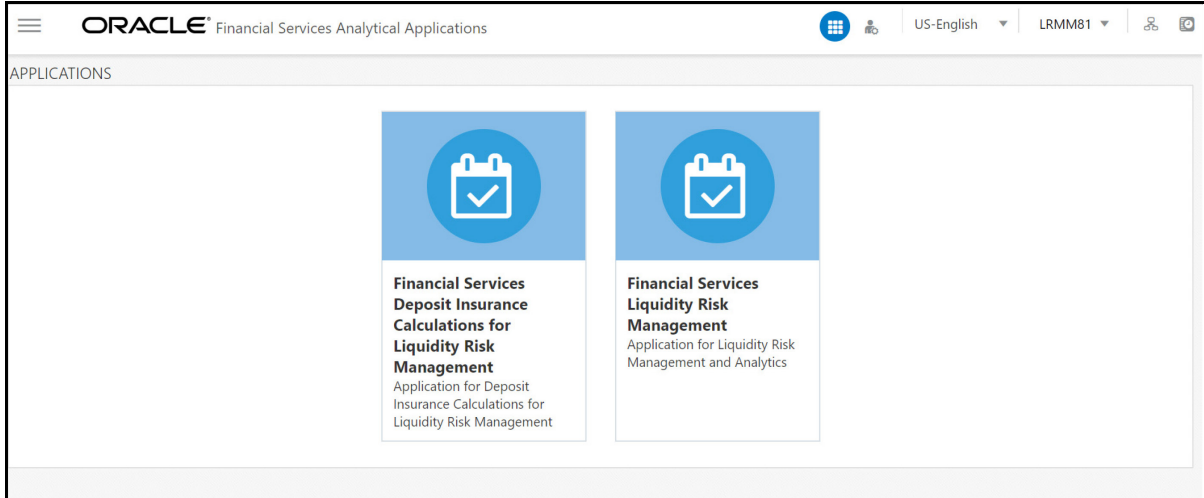 ORACLE® Financial Services Analytical Applications
US-English
LRMM81
APPLICATIONS
Financial Services
Deposit Insurance
Calculations for
Liquidity Risk
Management
Application for Deposit
Insurance Calculations for
Liquidity Risk Management
Financial Services
Liquidity Risk
Management
Application for Liquidity Risk
Management and Analytics